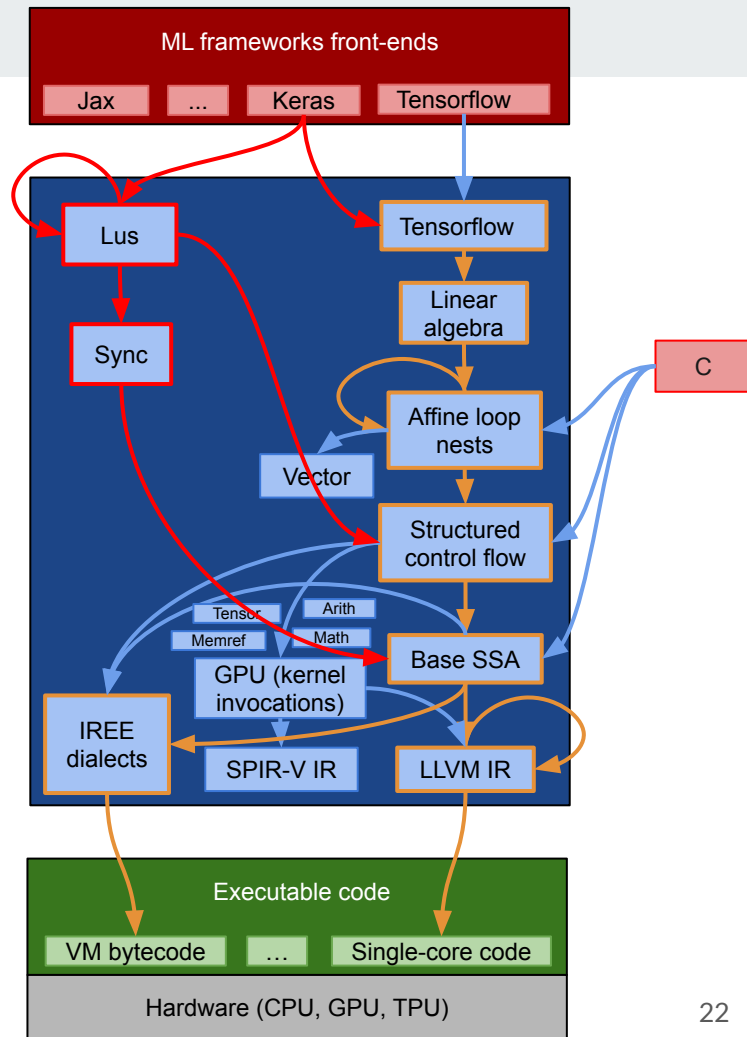 ML frameworks front-ends
Jax
...
Keras
Tensorflow
Lus
Tensorflow
Linear
algebra
Sync
C
Affine loop
nests
Vector
Structured
control flow
Tensor
Arith
Memref
Math
Base SSA
GPU (kernel
invocations)
IREE
dialects
SPIR-V IR
LLVM IR
Executable code
VM bytecode
…
Single-core code
Hardware (CPU, GPU, TPU)
22